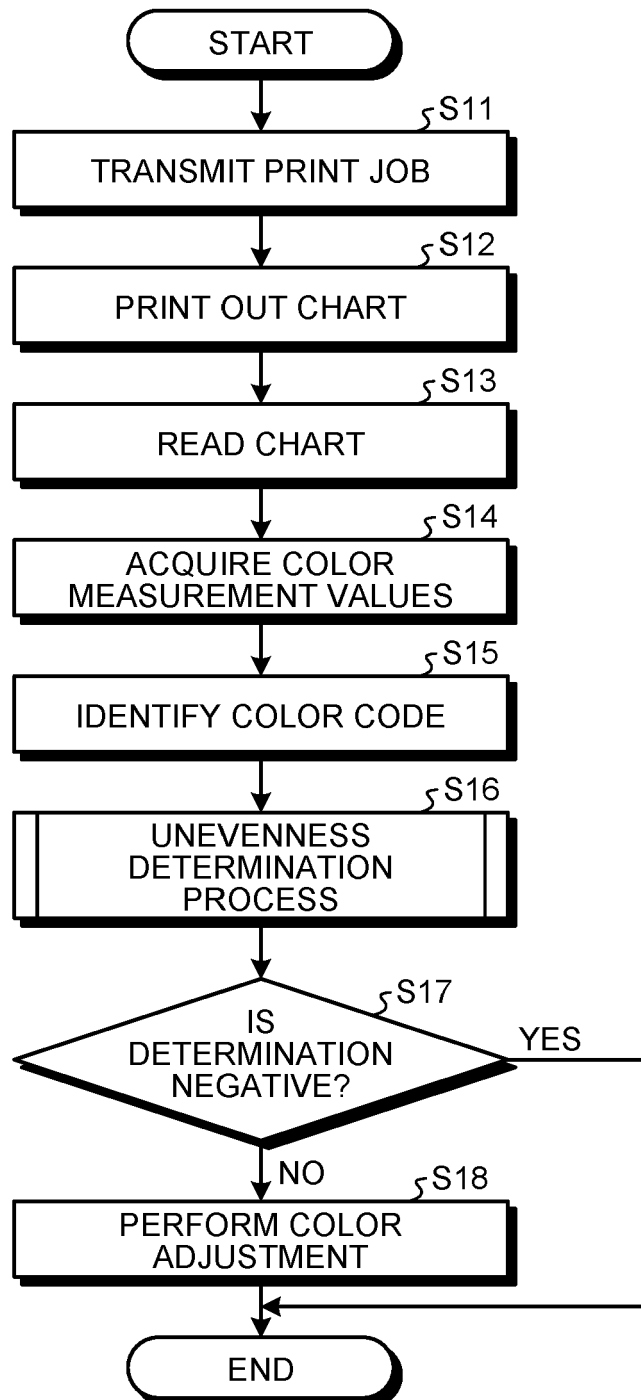 START
S11
TRANSMIT PRINT JOB
S12
PRINT OUT CHART
S13
READ CHART
S14
ACQUIRE COLOR
MEASUREMENT VALUES
S15
IDENTIFY COLOR CODE
S16
UNEVENNESS
DETERMINATION
PROCESS
S17
IS
DETERMINATION
NEGATIVE?
YES
NO
S18
PERFORM COLOR
ADJUSTMENT
END